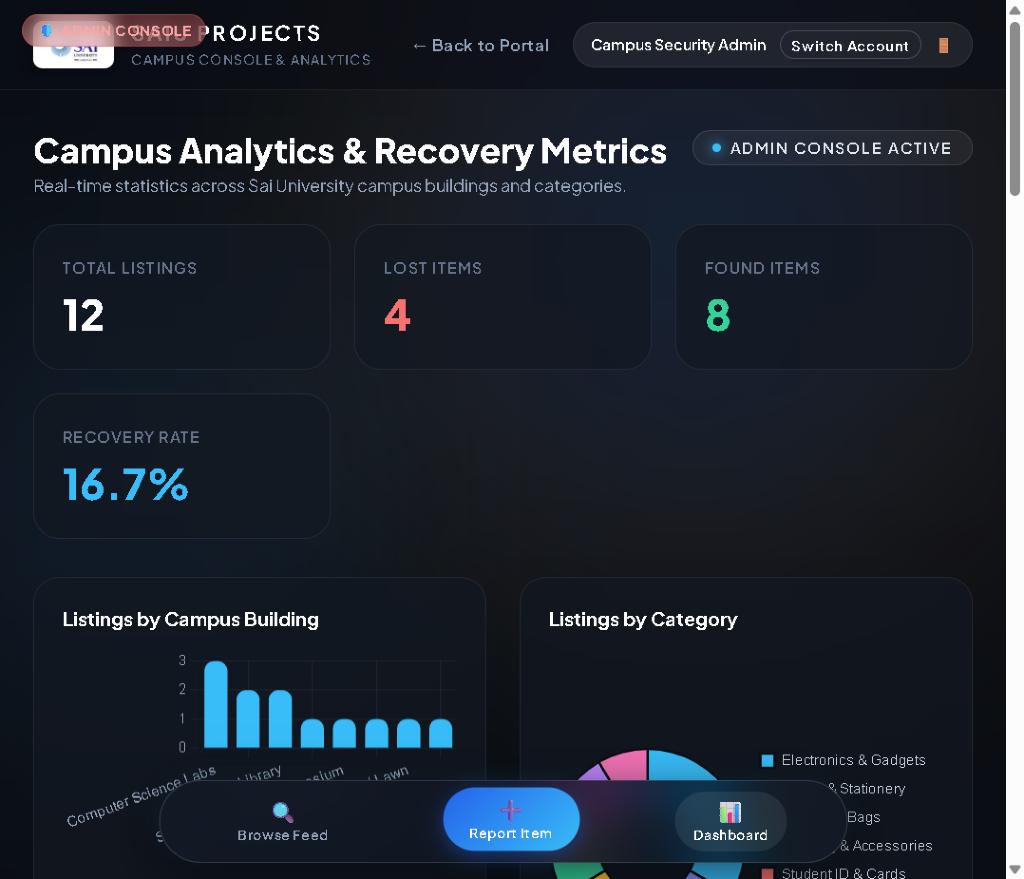 ADMIN CONSOLE
SAIU PROJECTS
SAI
UNIVERSITY
CAMPUS CONSOLE & ANALYTICS
← Back to Portal
Campus Security Admin
Switch Account
Campus Analytics & Recovery Metrics
ADMIN CONSOLE ACTIVE
Real-time statistics across Sai University campus buildings and categories.
TOTAL LISTINGS
12
LOST ITEMS
4
FOUND ITEMS
8
RECOVERY RATE
16.7%
Listings by Campus Building
3
2
1
0
Computer Science Labs
Library
Lawn
Listings by Category
Electronics & Gadgets
& Stationery
Bags
& Accessories
Student ID & Cards
Browse Feed
Report Item
Dashboard